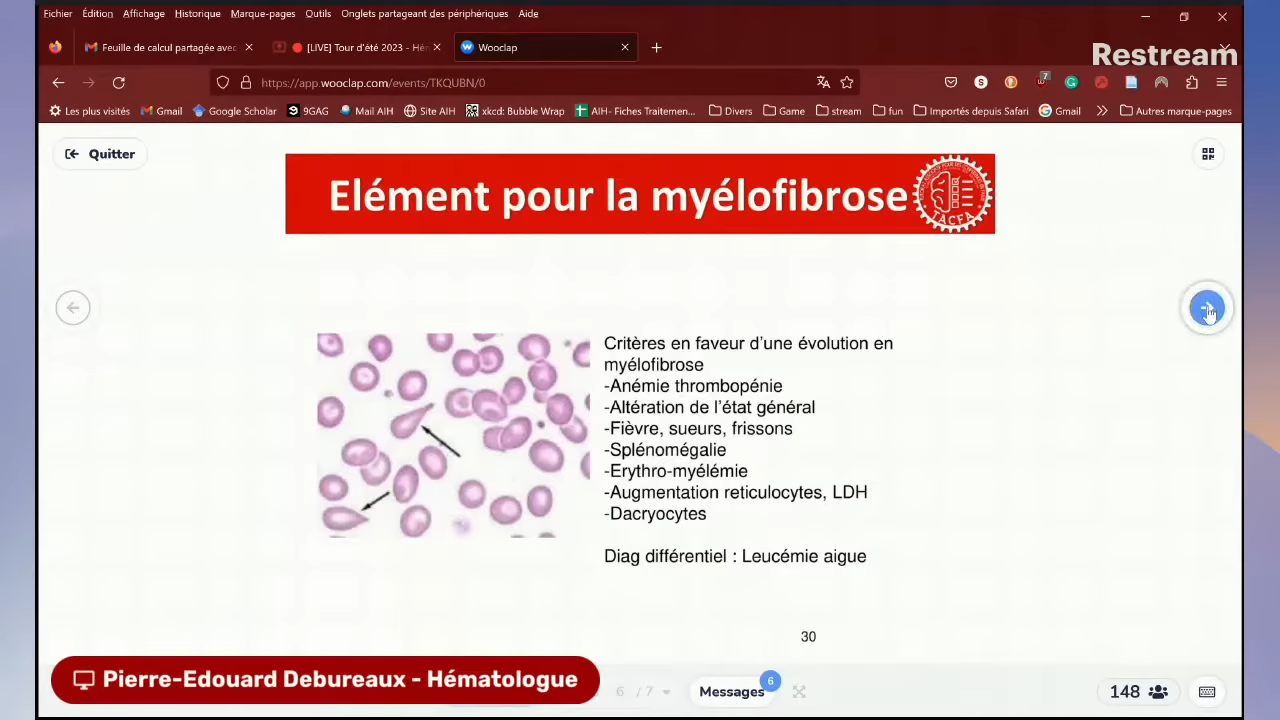 Fichier Édition Affichage Historique Marque-pages Outils Onglets partageant des périphériques Aide
Feuille de calcul partagée avec
[LIVE] Tour d'été 2023 - Hé
Wooclap
Restream
https://app.wooclap.com/events/TKQUBN/0
7
Les plus visités Gmail Google Scholar 9GAG Mail AIH Site AIH xkcd: Bubble Wrap AIH - Fiches Traitemen... Divers Game stream fun Importés depuis Safari Gmail Autres marque-pages
Quitter
Elément pour la myélofibrose
TACFA
Critères en faveur d'une évolution en
myélofibrose
-Anémie thrombopénie
-Altération de l'état général
-Fièvre, sueurs, frissons
-Splénomégalie
-Erythro-myélémie
-Augmentation reticulocytes, LDH
-Dacryocytes
Diag différentiel : Leucémie aigue
30
Pierre-Edouard Debureaux - Hématologue
6 / 7
Messages
6
148